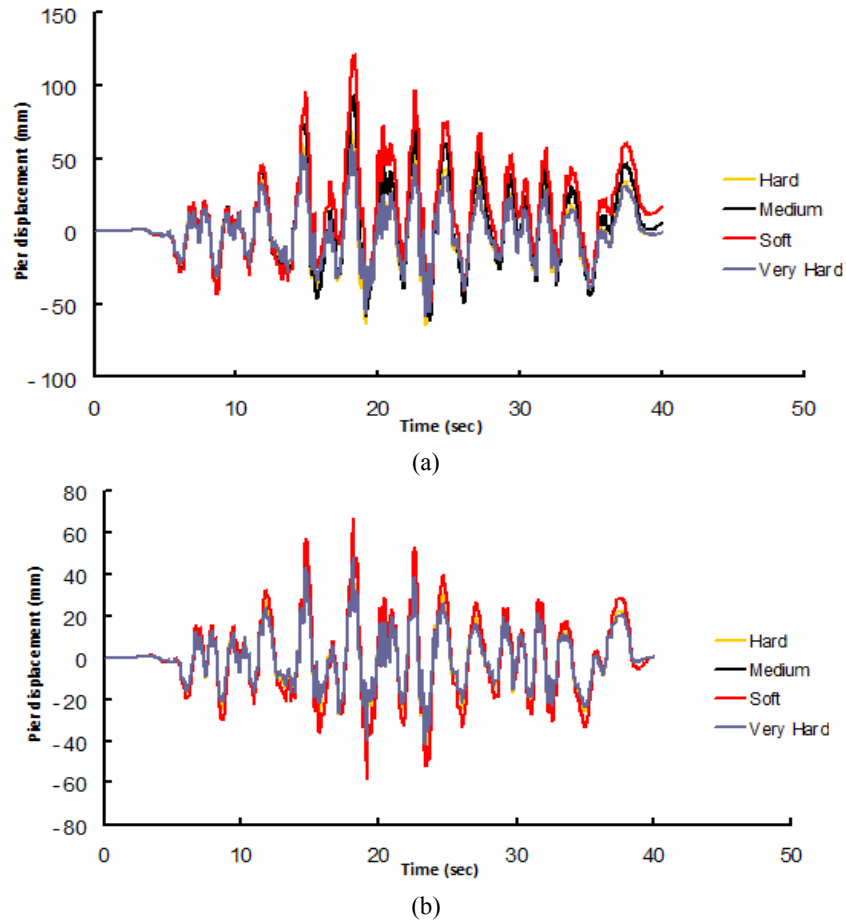 150
100
50
0
-50
-100
Pier displacement (mm)
0 10 20 30 40 50
Time (sec)
Hard
Medium
Soft
Very Hard
(a)
80
60
40
20
0
-20
-40
-60
-80
Pier displacement (mm)
0 10 20 30 40 50
Time (sec)
Hard
Medium
Soft
Very Hard
(b)